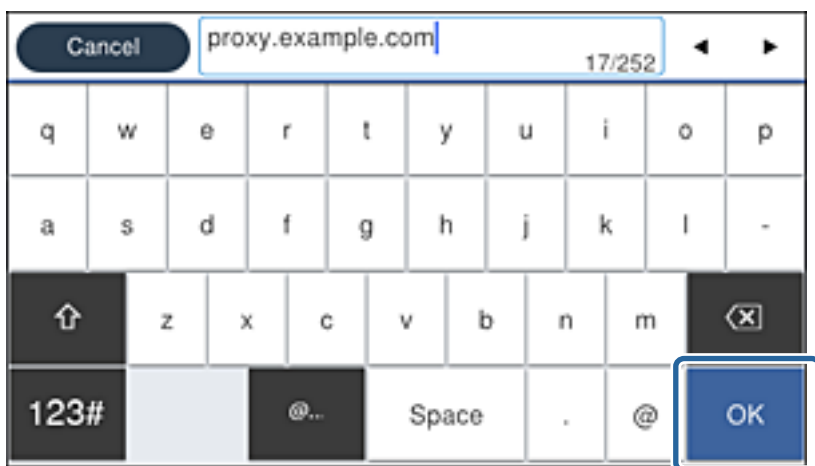 Cancel proxy.example.com
17/252 ◄ ►
q w e r t y u i o p
a s d f g h j k l -
z x c v b n m
123# @... Space . @ OK